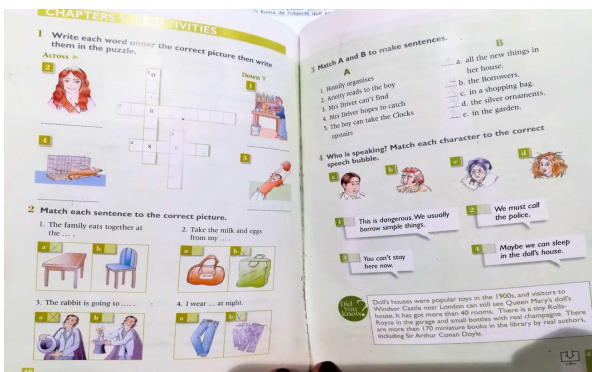 CHAPTERS
1 Write each word under the correct picture then write
them in the puzzle.
Across
Down
2
1
4
3
2 Match each sentence to the correct picture.
1. The family eats together at
the ... .
2. Take the milk and eggs
from my ... .
a
b
a
b
3. The rabbit is going to ... .
4. I wear ... at night.
a
b
a
b
3 Match A and B to make sentences.
A
B
1. Homily organises
2. Arrietty reads to the boy
3. Mrs Driver can't find
4. Mrs Driver hopes to catch
5. The boy can take the Clocks
upstairs
a. all the new things in
her house.
b. the Borrowers.
c. in a shopping bag.
d. the silver ornaments.
e. in the garden.
4 Who is speaking? Match each character to the correct
speech bubble.
a
b
c
d
1
This is dangerous. We usually
borrow simple things.
2
We must call
the police.
3
You can't stay
here now.
4
Maybe we can sleep
in the doll's house.
Did
You
Know?
Doll's houses were popular toys in the 1900s, and visitors to
Windsor Castle near London can still see Queen Mary's doll's
house. It has got more than 40 rooms. There is a tiny Rolls-
Royce in the garage and small bottles with real champagne. There
are more than 170 miniature books in the library by real authors,
including Sir Arthur Conan Doyle.